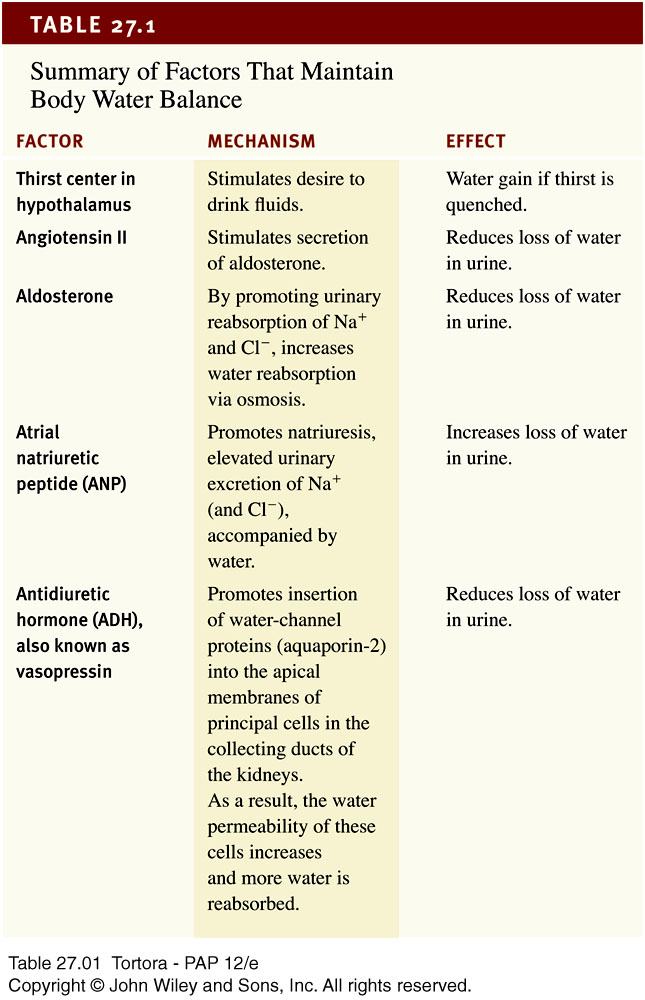 TABLE 27.1
Summary of Factors That Maintain
Body Water Balance
FACTOR MECHANISM EFFECT
Thirst center in
hypothalamus
Stimulates desire to
drink fluids.
Water gain if thirst is
quenched.
Angiotensin II
Stimulates secretion
of aldosterone.
Reduces loss of water
in urine.
Aldosterone
By promoting urinary
reabsorption of Na⁺
and Cl⁻, increases
water reabsorption
via osmosis.
Reduces loss of water
in urine.
Atrial
natriuretic
peptide (ANP)
Promotes natriuresis,
elevated urinary
excretion of Na⁺
(and Cl⁻),
accompanied by
water.
Increases loss of water
in urine.
Antidiuretic
hormone (ADH),
also known as
vasopressin
Promotes insertion
of water-channel
proteins (aquaporin-2)
into the apical
membranes of
principal cells in the
collecting ducts of
the kidneys.
As a result, the water
permeability of these
cells increases
and more water is
reabsorbed.
Reduces loss of water
in urine.
Table 27.01 Tortora - PAP 12/e
Copyright © John Wiley and Sons, Inc. All rights reserved.